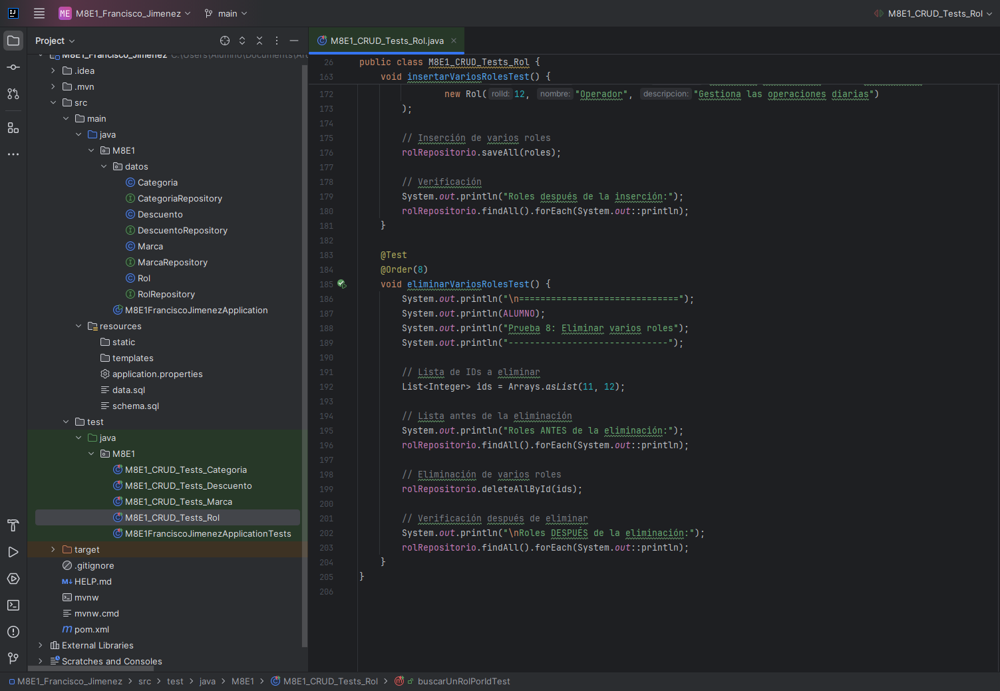 IJ
ME M8E1_Francisco_Jimenez
main
M8E1_CRUD_Tests_Rol
Project
M8E1_Francisco_Jimenez C:\Users\Alumno\Documents\
.idea
.mvn
src
main
java
M8E1
datos
Categoria
CategoriaRepository
Descuento
DescuentoRepository
Marca
MarcaRepository
Rol
RolRepository
M8E1FranciscoJimenezApplication
resources
static
templates
application.properties
data.sql
schema.sql
test
java
M8E1
M8E1_CRUD_Tests_Categoria
M8E1_CRUD_Tests_Descuento
M8E1_CRUD_Tests_Marca
M8E1_CRUD_Tests_Rol
M8E1FranciscoJimenezApplicationTests
target
.gitignore
HELP.md
mvnw
mvnw.cmd
pom.xml
External Libraries
Scratches and Consoles
M8E1_CRUD_Tests_Rol.java
26 public class M8E1_CRUD_Tests_Rol {
163 void insertarVariosRolesTest() {
172 new Rol( rolId: 12, nombre: "Operador", descripcion: "Gestiona las operaciones diarias")
173 );
174
175 // Inserción de varios roles
176 rolRepositorio.saveAll(roles);
177
178 // Verificación
179 System.out.println("Roles después de la inserción:");
180 rolRepositorio.findAll().forEach(System.out::println);
181 }
182
183 @Test
184 @Order(8)
185 void eliminarVariosRolesTest() {
186 System.out.println("\n==============================");
187 System.out.println(ALUMNO);
188 System.out.println("Prueba 8: Eliminar varios roles");
189 System.out.println("------------------------------");
190
191 // Lista de IDs a eliminar
192 List<Integer> ids = Arrays.asList(11, 12);
193
194 // Lista antes de la eliminación
195 System.out.println("Roles ANTES de la eliminación:");
196 rolRepositorio.findAll().forEach(System.out::println);
197
198 // Eliminación de varios roles
199 rolRepositorio.deleteAllById(ids);
200
201 // Verificación después de eliminar
202 System.out.println("\nRoles DESPUÉS de la eliminación:");
203 rolRepositorio.findAll().forEach(System.out::println);
204 }
205 }
206
M8E1_Francisco_Jimenez > src > test > java > M8E1 > M8E1_CRUD_Tests_Rol > buscarUnRolPorIdTest